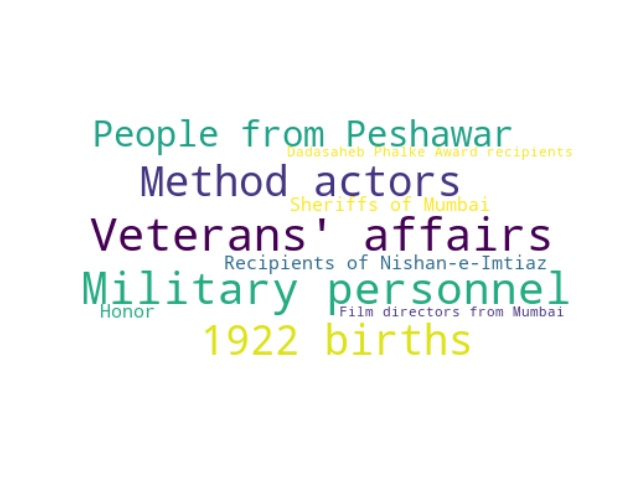 People from Peshawar
Dadasaheb Phalke Award recipients
Method actors
Sheriffs of Mumbai
Veterans' affairs
Recipients of Nishan-e-Imtiaz
Military personnel
Honor
Film directors from Mumbai
1922 births